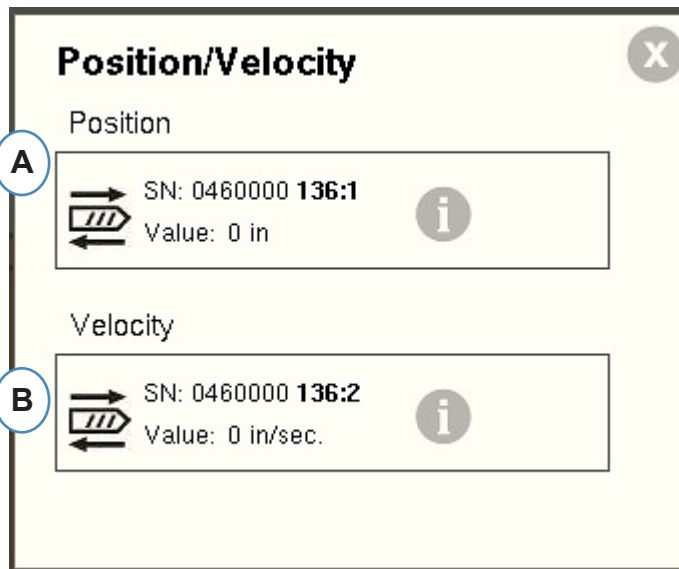 Position/Velocity
X
Position
A
SN: 0460000 136:1
Value: 0 in
i
Velocity
B
SN: 0460000 136:2
Value: 0 in/sec.
i